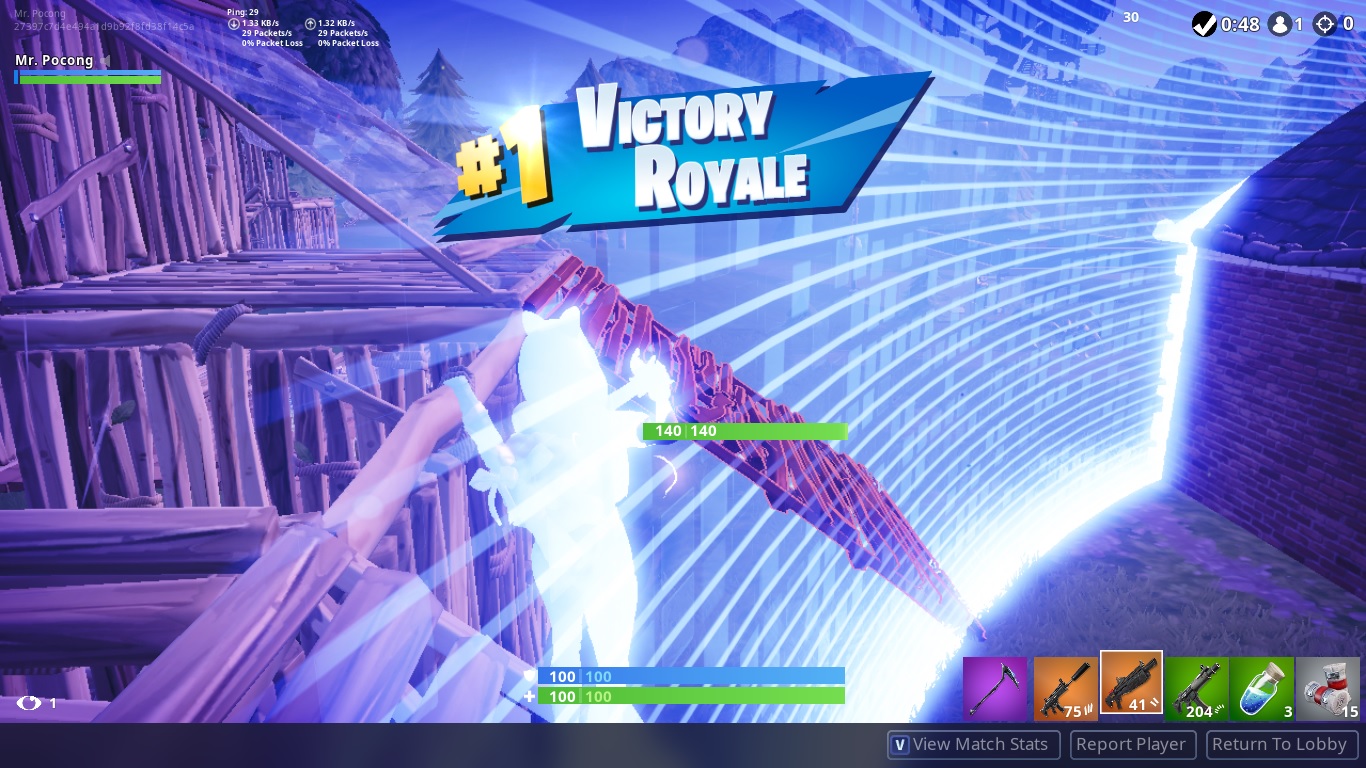 Mr. Pocong
Ping: 29
1.33 KB/s
1.32 KB/s
29 Packets/s
29 Packets/s
0% Packet Loss
0% Packet Loss
30
0:48
1
0
Mr. Pocong
#1 VICTORY
ROYALE
140 | 140
100 | 100
100 | 100
1
75
41
204
3
15
V View Match Stats
Report Player
Return To Lobby